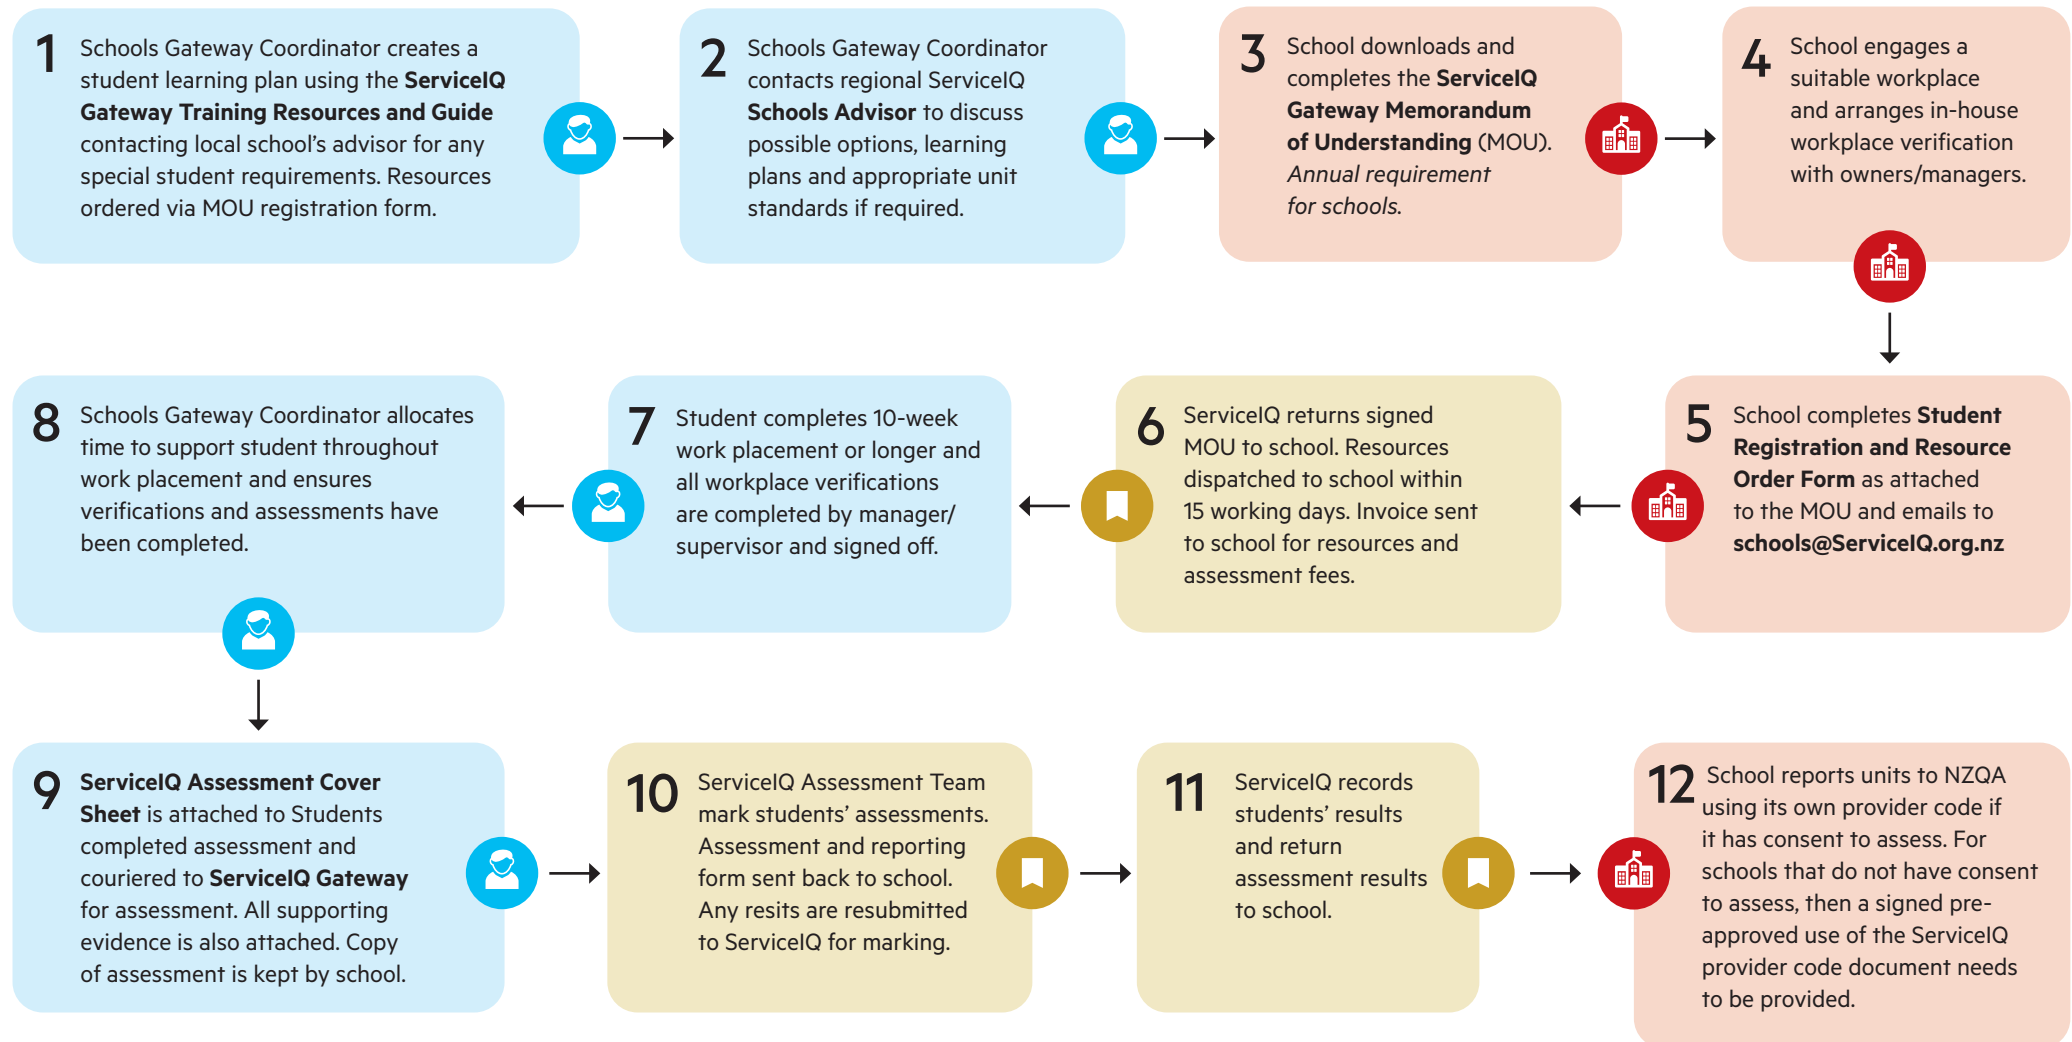 1
Schools Gateway Coordinator creates a
student learning plan using the ServiceIQ
Gateway Training Resources and Guide
contacting local school's advisor for any
special student requirements. Resources
ordered via MOU registration form.
2
Schools Gateway Coordinator
contacts regional ServiceIQ
Schools Advisor to discuss
possible options, learning
plans and appropriate unit
standards if required.
3
School downloads and
completes the ServiceIQ
Gateway Memorandum
of Understanding (MOU).
Annual requirement
for schools.
4
School engages a
suitable workplace
and arranges in-house
workplace verification
with owners/managers.
5
School completes Student
Registration and Resource
Order Form as attached
to the MOU and emails to
schools@ServiceIQ.org.nz
6
ServiceIQ returns signed
MOU to school. Resources
dispatched to school within
15 working days. Invoice sent
to school for resources and
assessment fees.
7
Student completes 10-week
work placement or longer and
all workplace verifications
are completed by manager/
supervisor and signed off.
8
Schools Gateway Coordinator allocates
time to support student throughout
work placement and ensures
verifications and assessments have
been completed.
9
ServiceIQ Assessment Cover
Sheet is attached to Students
completed assessment and
couriered to ServiceIQ Gateway
for assessment. All supporting
evidence is also attached. Copy
of assessment is kept by school.
10
ServiceIQ Assessment Team
mark students' assessments.
Assessment and reporting
form sent back to school.
Any resits are resubmitted
to ServiceIQ for marking.
11
ServiceIQ records
students' results
and return
assessment results
to school.
12
School reports units to NZQA
using its own provider code if
it has consent to assess. For
schools that do not have consent
to assess, then a signed pre-
approved use of the ServiceIQ
provider code document needs
to be provided.